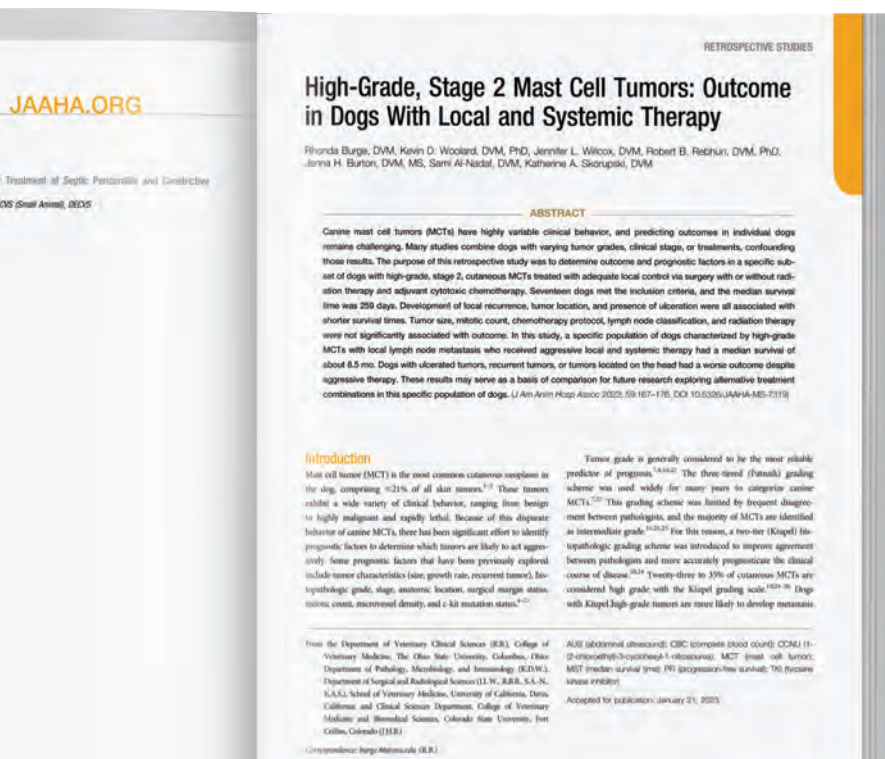 JAAHA.ORG
Treatment of Septic Pericarditis and Constrictive
(Small Animal), DECVS
RETROSPECTIVE STUDIES
High-Grade, Stage 2 Mast Cell Tumors: Outcome
in Dogs With Local and Systemic Therapy
Rhonda Burge, DVM, Kevin D. Woolard, DVM, PhD, Jennifer L. Willcox, DVM, Robert B. Rebhun, DVM, PhD,
Jenna H. Burton, DVM, MS, Sami Al-Nadaf, DVM, Katherine A. Skorupski, DVM
ABSTRACT
Canine mast cell tumors (MCTs) have highly variable clinical behavior, and predicting outcomes in individual dogs
remains challenging. Many studies combine dogs with varying tumor grades, clinical stage, or treatments, confounding
those results. The purpose of this retrospective study was to determine outcome and prognostic factors in a specific sub-
set of dogs with high-grade, stage 2, cutaneous MCTs treated with adequate local control via surgery with or without radi-
ation therapy and adjuvant cytotoxic chemotherapy. Seventeen dogs met the inclusion criteria, and the median survival
time was 259 days. Development of local recurrence, tumor location, and presence of ulceration were all associated with
shorter survival times. Tumor size, mitotic count, chemotherapy protocol, lymph node classification, and radiation therapy
were not significantly associated with outcome. In this study, a specific population of dogs characterized by high-grade
MCTs with local lymph node metastasis who received aggressive local and systemic therapy had a median survival of
about 8.5 mo. Dogs with ulcerated tumors, recurrent tumors, or tumors located on the head had a worse outcome despite
aggressive therapy. These results may serve as a basis of comparison for future research exploring alternative treatment
combinations in this specific population of dogs. (J Am Anim Hosp Assoc 2023; 59:167–176. DOI 10.5326/JAAHA-MS-7319)
Introduction
Mast cell tumor (MCT) is the most common cutaneous neoplasm in
the dog, comprising ≤21% of all skin tumors. These tumors
exhibit a wide variety of clinical behavior, ranging from benign
to highly malignant and rapidly lethal. Because of this disparate
behavior of canine MCTs, there has been significant effort to identify
prognostic factors to determine which tumors are likely to act aggres-
sively. Some prognostic factors that have been previously explored
include tumor characteristics (size, growth rate, recurrent tumor), his-
topathologic grade, stage, anatomic location, surgical margin status,
mitotic count, microvessel density, and c-kit mutation status.
Tumor grade is generally considered to be the most reliable
predictor of prognosis. The three-tiered (Patnaik) grading
scheme was used widely for many years to categorize canine
MCTs. This grading scheme was limited by frequent disagree-
ment between pathologists, and the majority of MCTs are identified
as intermediate grade. For this reason, a two-tier (Kiupel) his-
topathologic grading scheme was introduced to improve agreement
between pathologists and more accurately prognosticate the clinical
course of disease. Twenty-three to 35% of cutaneous MCTs are
considered high grade with the Kiupel grading scale. Dogs
with Kiupel high-grade tumors are more likely to develop metastasis
From the Department of Veterinary Clinical Sciences (R.B.), College of
Veterinary Medicine, The Ohio State University, Columbus, Ohio;
Department of Pathology, Microbiology, and Immunology (K.D.W.),
Department of Surgical and Radiological Sciences (J.L.W., R.B.R., S.A.-N.,
K.A.S.), School of Veterinary Medicine, University of California, Davis,
California; and Clinical Sciences Department, College of Veterinary
Medicine and Biomedical Sciences, Colorado State University, Fort
Collins, Colorado (J.H.B.)
Correspondence: (R.B.)
AUS (abdominal ultrasound); CBC (complete blood count); CCNU (1-
(2-chloroethyl)-3-cyclohexyl-1-nitrosourea); MCT (mast cell tumor);
MST (median survival time); PFI (progression-free survival); TKI (tyrosine
kinase inhibitor)
Accepted for publication: January 21, 2023.